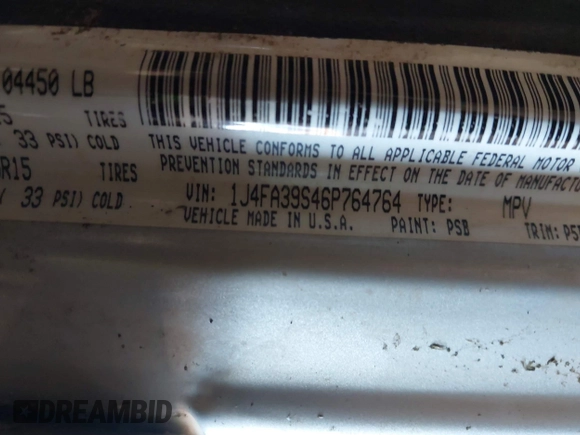 04450 LB
5 TIRES
33 PSI) COLD
R15 TIRES
33 PSI) COLD
THIS VEHICLE CONFORMS TO ALL APPLICABLE FEDERAL MOTOR
PREVENTION STANDARDS IN EFFECT ON THE DATE OF MANUFACTU
VIN: 1J4FA39S46P764764 TYPE: MPV
VEHICLE MADE IN U.S.A. PAINT: PSB TRIM: P5
DREAMBID